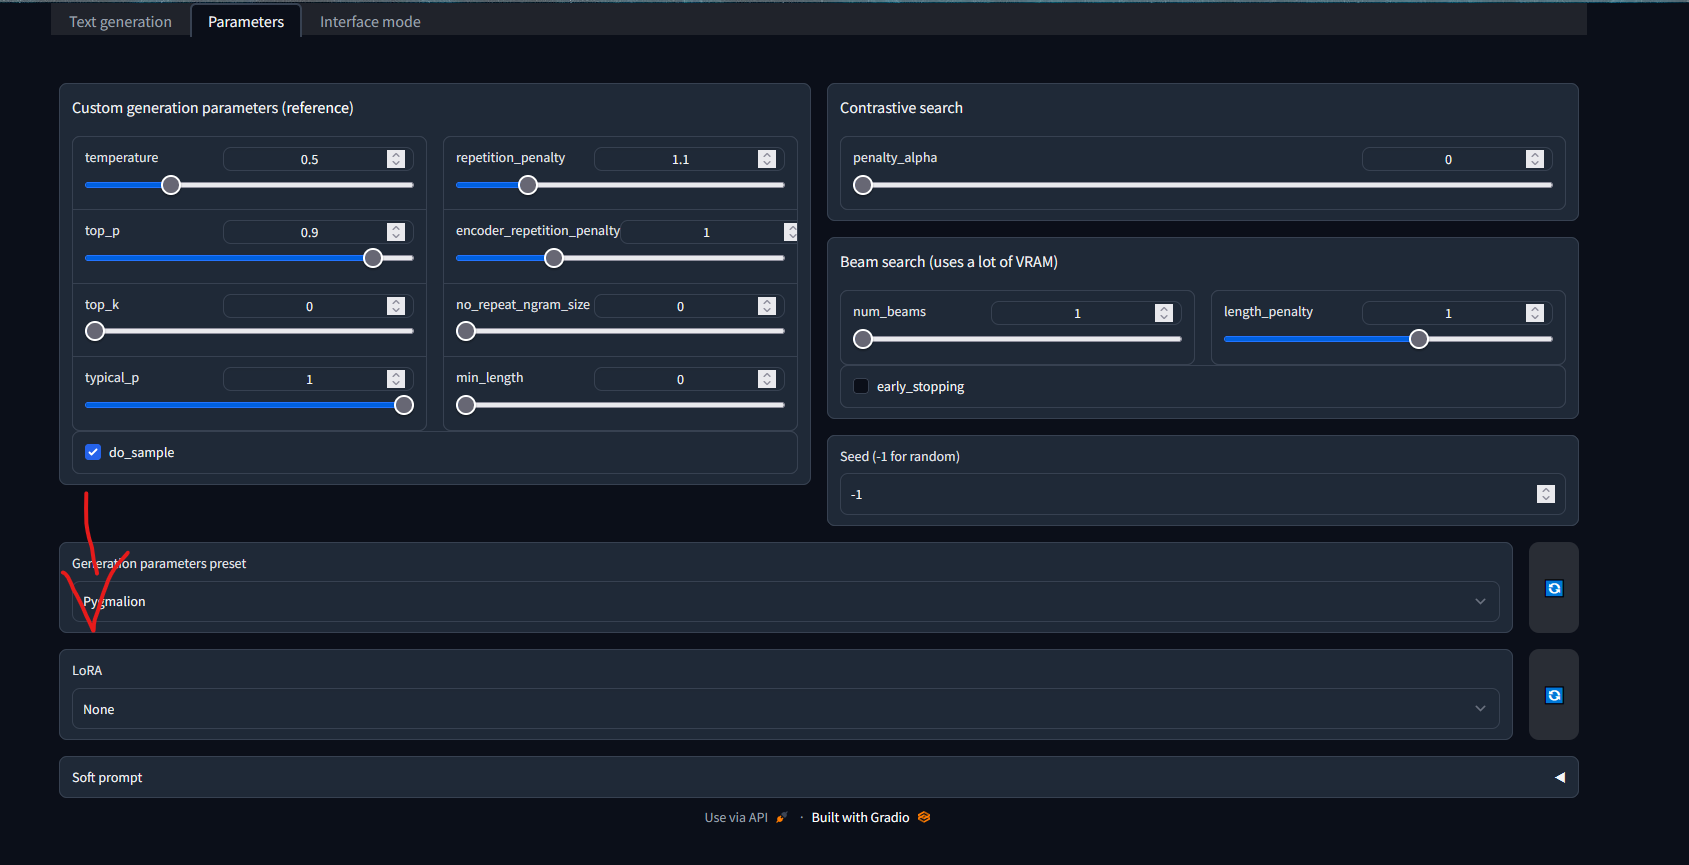 Text generation
Parameters
Interface mode
Custom generation parameters (reference)
temperature
0.5
top_p
0.9
top_k
0
typical_p
1
repetition_penalty
1.1
encoder_repetition_penalty
1
no_repeat_ngram_size
0
min_length
0
do_sample
Contrastive search
penalty_alpha
0
Beam search (uses a lot of VRAM)
num_beams
1
length_penalty
1
early_stopping
Seed (-1 for random)
-1
Generation parameters preset
Pygmalion
LoRA
None
Soft prompt
Use via API · Built with Gradio